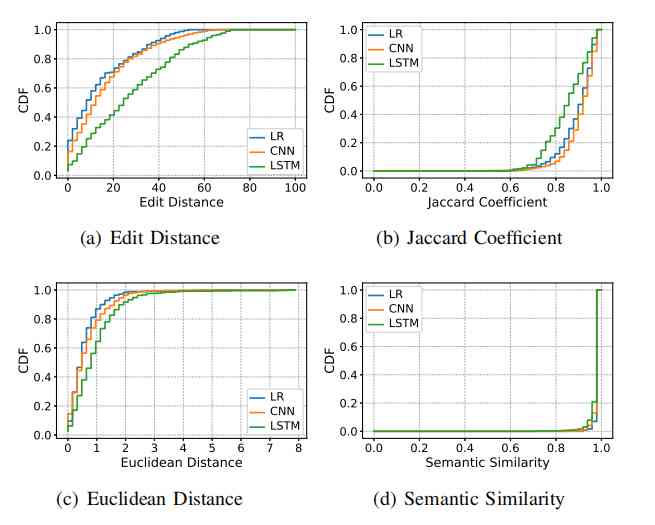 1.0
0.8
0.6
0.4
0.2
0.0
CDF
LR
CNN
LSTM
0 20 40 60 80 100
Edit Distance
(a) Edit Distance
1.0
0.8
0.6
0.4
0.2
0.0
CDF
LR
CNN
LSTM
0.0 0.2 0.4 0.6 0.8 1.0
Jaccard Coefficient
(b) Jaccard Coefficient
1.0
0.8
0.6
0.4
0.2
0.0
CDF
LR
CNN
LSTM
0 1 2 3 4 5 6 7 8
Euclidean Distance
(c) Euclidean Distance
1.0
0.8
0.6
0.4
0.2
0.0
CDF
LR
CNN
LSTM
0.0 0.2 0.4 0.6 0.8 1.0
Semantic Similarity
(d) Semantic Similarity